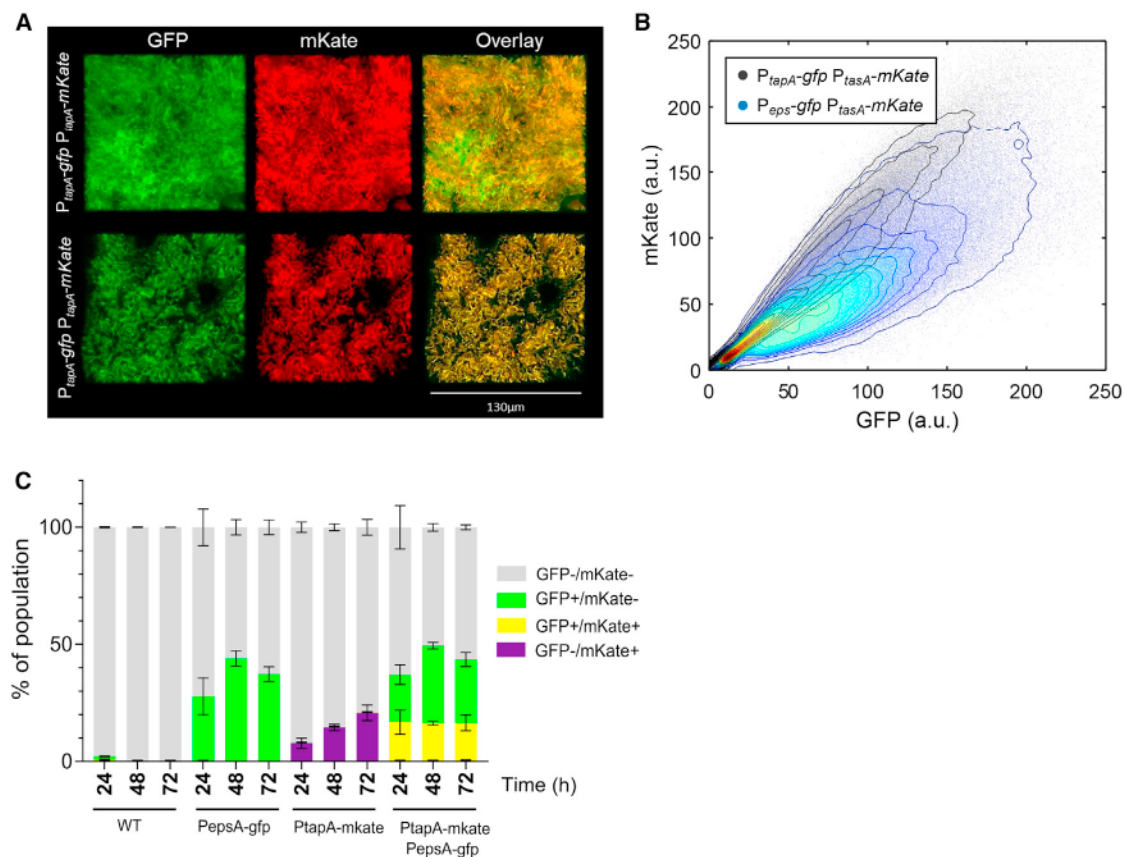 A
GFP mKate Overlay
PtapA-gfp PtapA-mKate
PtapA-gfp PtapA-mKate
130µm
B
250
200
150
100
50
0
mKate (a.u.)
PtapA-gfp PtasA-mKate
Peps-gfp PtasA-mKate
0 50 100 150 200 250
GFP (a.u.)
C
100
50
0
% of population
GFP-/mKate-
GFP+/mKate-
GFP+/mKate+
GFP-/mKate+
24 48 72 24 48 72 24 48 72 24 48 72 Time (h)
WT PepsA-gfp PtapA-mkate PtapA-mkate
PepsA-gfp